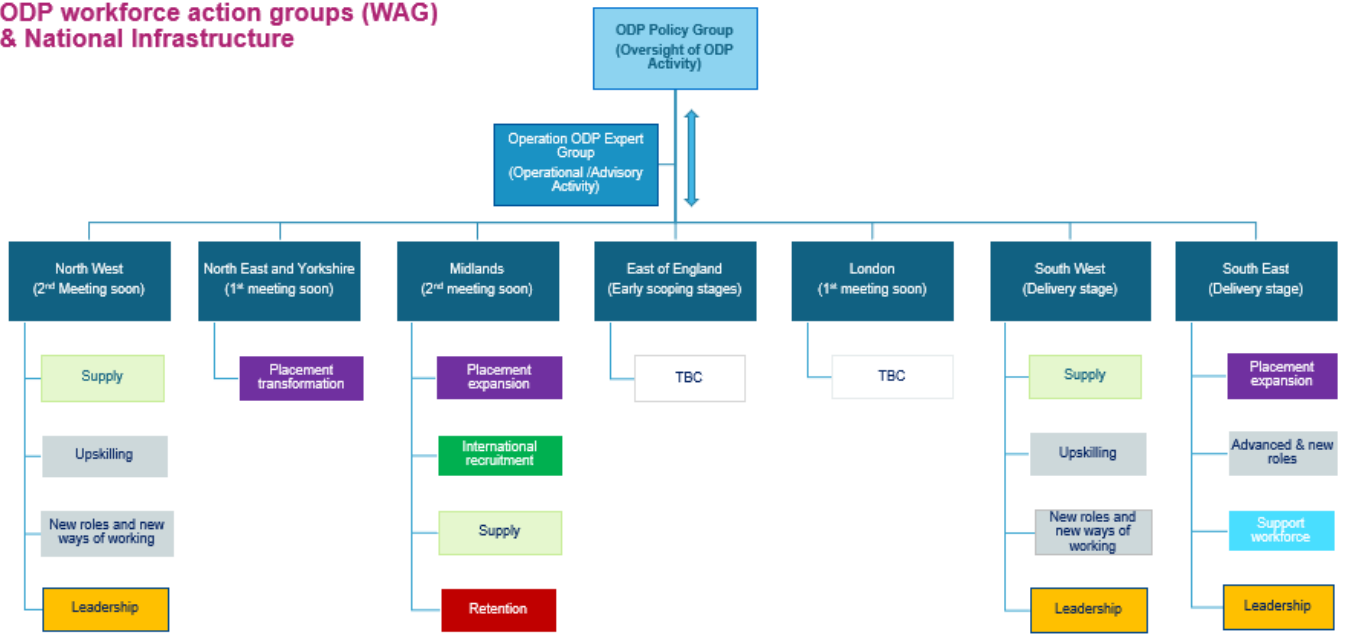 ODP workforce action groups (WAG)
& National Infrastructure
ODP Policy Group
(Oversight of ODP
Activity)
Operation ODP Expert
Group
(Operational /Advisory
Activity)
North West
(2nd Meeting soon)
North East and Yorkshire
(1st meeting soon)
Midlands
(2nd meeting soon)
East of England
(Early scoping stages)
London
(1st meeting soon)
South West
(Delivery stage)
South East
(Delivery stage)
Supply
Upskilling
New roles and new
ways of working
Leadership
Placement
transformation
Placement
expansion
International
recruitment
Supply
Retention
TBC
TBC
Supply
Upskilling
New roles and
new ways of
working
Leadership
Placement
expansion
Advanced & new
roles
Support
workforce
Leadership